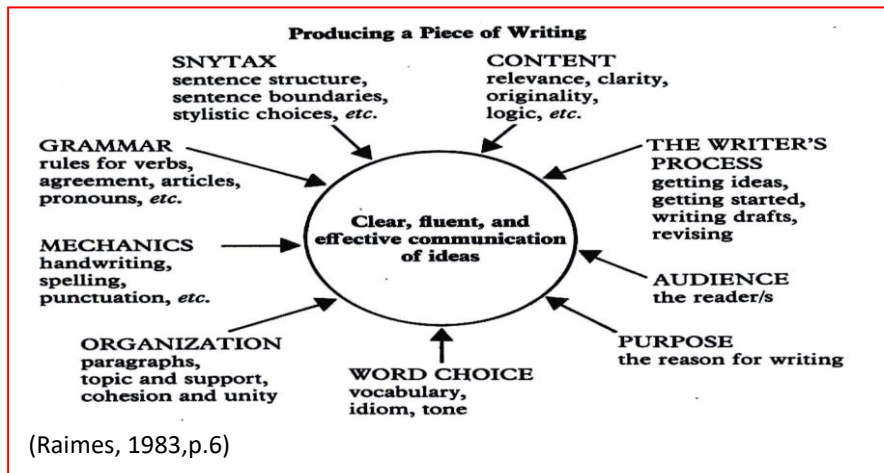 Producing a Piece of Writing
SNYTAX
sentence structure,
sentence boundaries,
stylistic choices, etc.
CONTENT
relevance, clarity,
originality,
logic, etc.
GRAMMAR
rules for verbs,
agreement, articles,
pronouns, etc.
THE WRITER'S
PROCESS
getting ideas,
getting started,
writing drafts,
revising
Clear, fluent, and
effective communication
of ideas
MECHANICS
handwriting,
spelling,
punctuation, etc.
AUDIENCE
the reader/s
ORGANIZATION
paragraphs,
topic and support,
cohesion and unity
WORD CHOICE
vocabulary,
idiom, tone
PURPOSE
the reason for writing
(Raimes, 1983,p.6)